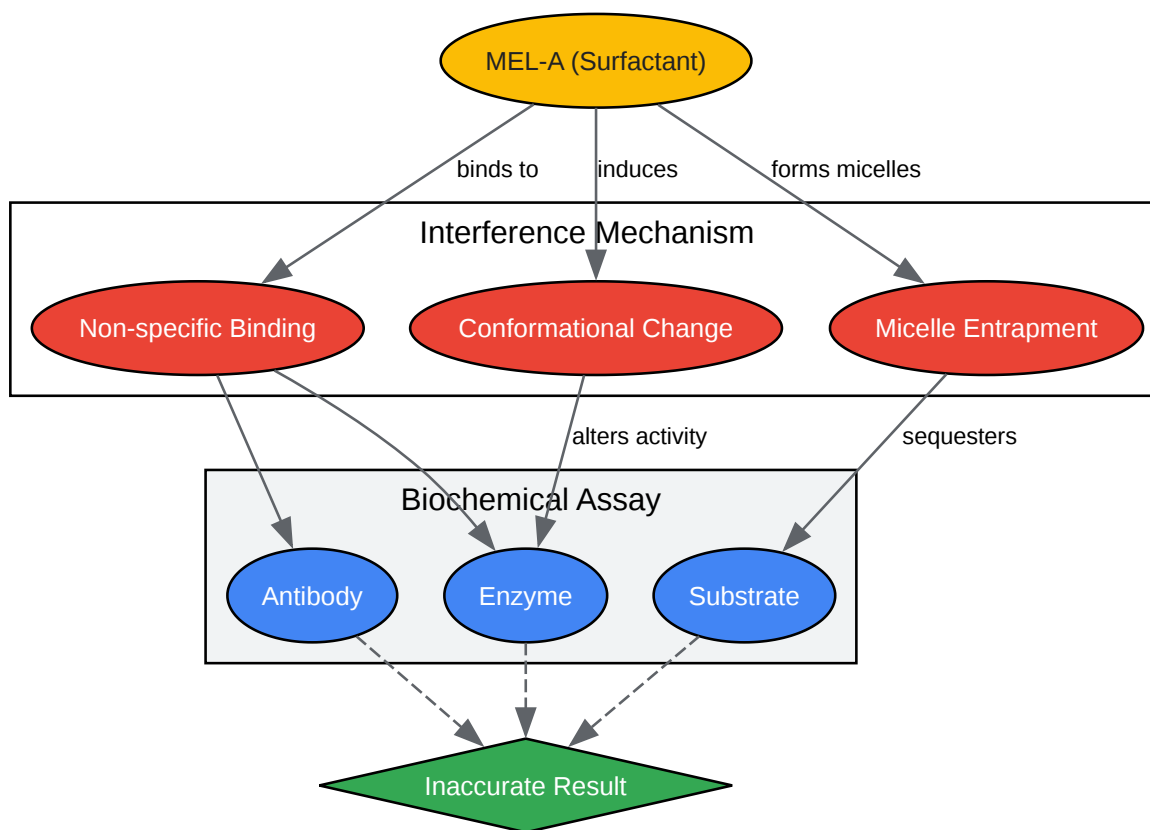 MEL-A (Surfactant)
binds to
induces
forms micelles
Interference Mechanism
Non-specific Binding
Conformational Change
Micelle Entrapment
alters activity
sequesters
Biochemical Assay
Antibody
Enzyme
Substrate
Inaccurate Result